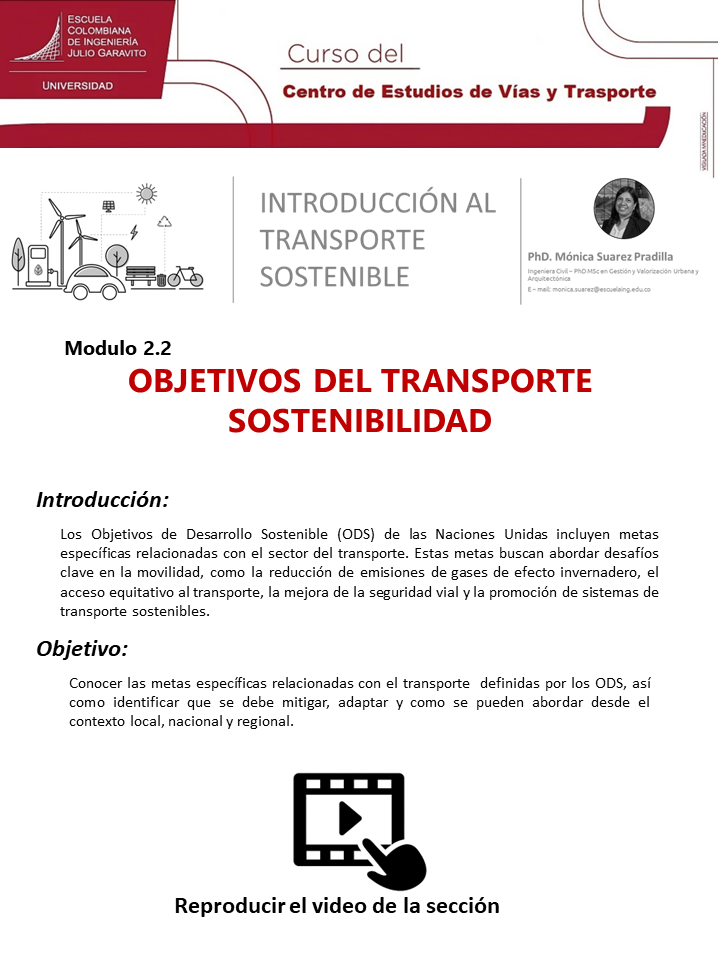 ESCUELA
COLOMBIANA
DE INGENIERÍA
JULIO GARAVITO
UNIVERSIDAD
Curso del
Centro de Estudios de Vías y Trasporte
VIGILADA MINEDUCACIÓN
INTRODUCCIÓN AL
TRANSPORTE
SOSTENIBLE
PhD. Mónica Suarez Pradilla
Ingeniera Civil – PhD MSc en Gestión y Valorización Urbana y
Arquitectónica
E – mail: monica.suarez@escuelaing.edu.co
Modulo 2.2
OBJETIVOS DEL TRANSPORTE
SOSTENIBILIDAD
Introducción:
Los Objetivos de Desarrollo Sostenible (ODS) de las Naciones Unidas incluyen metas
específicas relacionadas con el sector del transporte. Estas metas buscan abordar desafíos
clave en la movilidad, como la reducción de emisiones de gases de efecto invernadero, el
acceso equitativo al transporte, la mejora de la seguridad vial y la promoción de sistemas de
transporte sostenibles.
Objetivo:
Conocer las metas específicas relacionadas con el transporte definidas por los ODS, así
como identificar que se debe mitigar, adaptar y como se pueden abordar desde el
contexto local, nacional y regional.
Reproducir el video de la sección